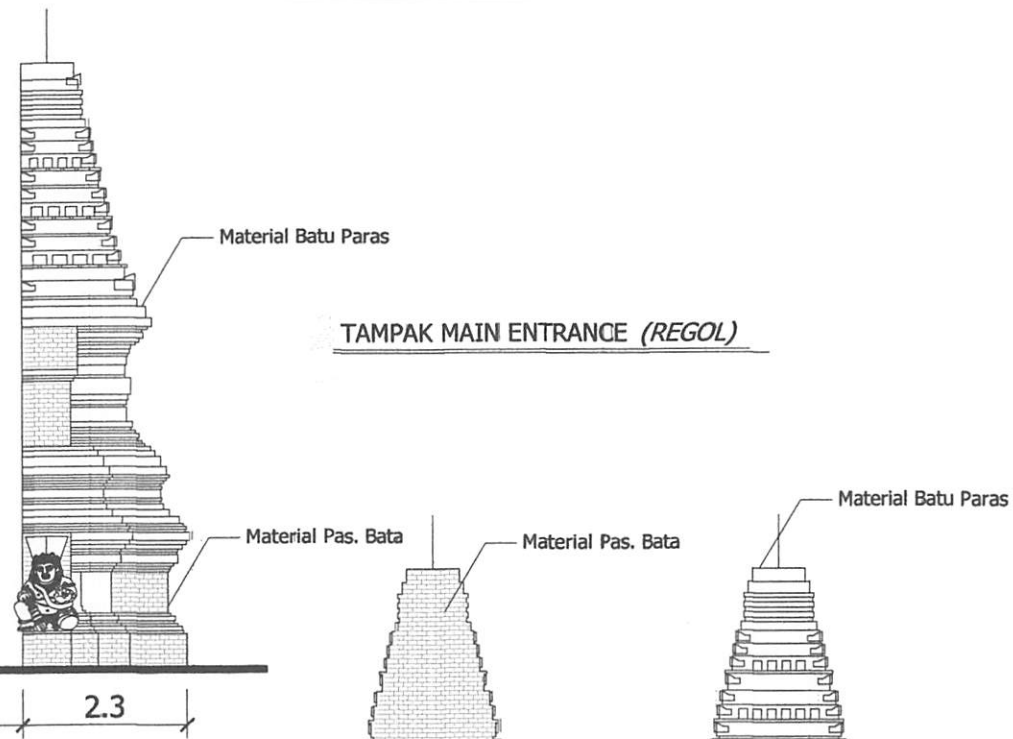 Material Batu Paras
TAMPAK MAIN ENTRANCE (REGOL)
Material Batu Paras
Material Pas. Bata
Material Pas. Bata
2.3